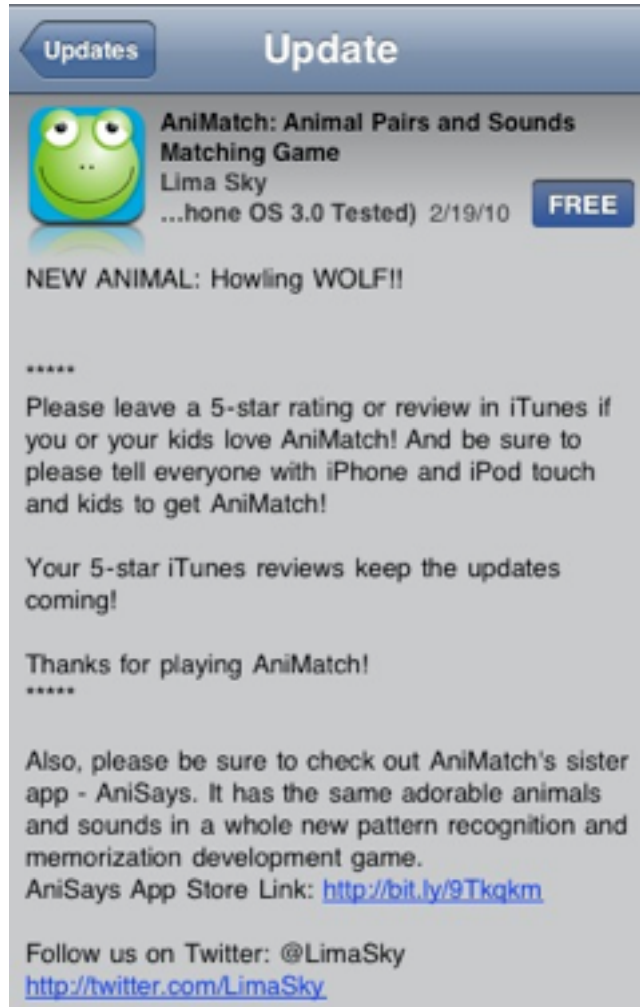 Updates
Update
AniMatch: Animal Pairs and Sounds
Matching Game
Lima Sky
...hone OS 3.0 Tested) 2/19/10
FREE
NEW ANIMAL: Howling WOLF!!
*****
Please leave a 5-star rating or review in iTunes if
you or your kids love AniMatch! And be sure to
please tell everyone with iPhone and iPod touch
and kids to get AniMatch!
Your 5-star iTunes reviews keep the updates
coming!
Thanks for playing AniMatch!
*****
Also, please be sure to check out AniMatch's sister
app - AniSays. It has the same adorable animals
and sounds in a whole new pattern recognition and
memorization development game.
AniSays App Store Link: http://bit.ly/9Tkqkm
Follow us on Twitter: @LimaSky
http://twitter.com/LimaSky